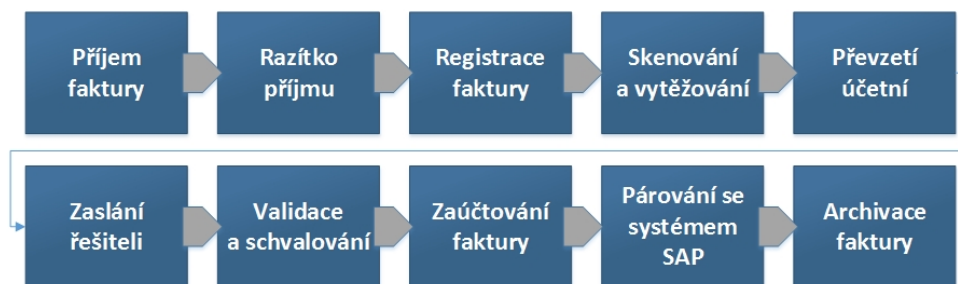 Příjem
faktury
Razítko
příjmu
Registrace
faktury
Skenování
a vytěžování
Převzetí
účetní
Zaslání
řešiteli
Validace
a schvalování
Zaúčtování
faktury
Párování se
systémem
SAP
Archivace
faktury